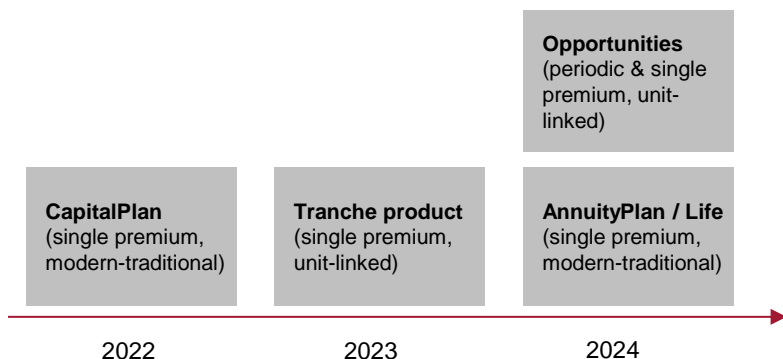 Opportunities
(periodic & single
premium, unit-
linked)
CapitalPlan
(single premium,
modern-traditional)
Tranche product
(single premium,
unit-linked)
AnnuityPlan / Life
(single premium,
modern-traditional)
2022
2023
2024